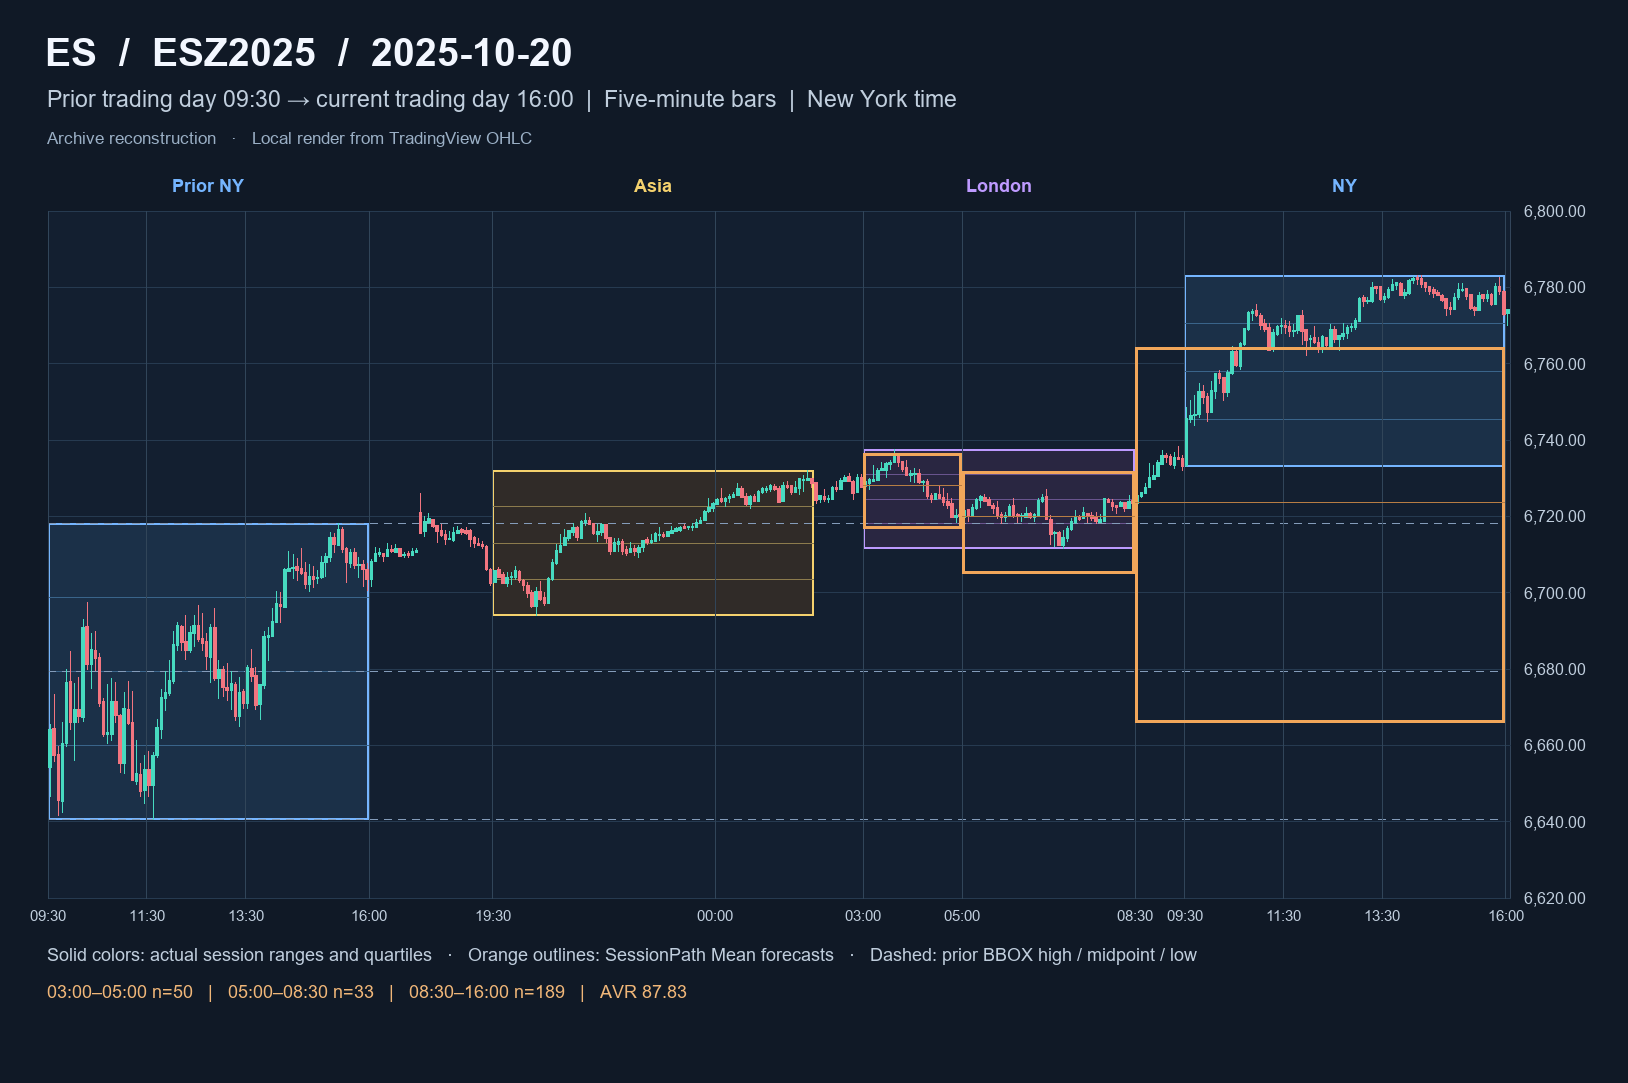 ES / ESZ2025 / 2025-10-20
Prior trading day 09:30 → current trading day 16:00 | Five-minute bars | New York time
Archive reconstruction · Local render from TradingView OHLC
Prior NY Asia London NY
6,800.00
6,780.00
6,760.00
6,740.00
6,720.00
6,700.00
6,680.00
6,660.00
6,640.00
6,620.00
09:30 11:30 13:30 16:00 19:30 00:00 03:00 05:00 08:30 09:30 11:30 13:30 16:00
Solid colors: actual session ranges and quartiles · Orange outlines: SessionPath Mean forecasts · Dashed: prior BBOX high / midpoint / low
03:00–05:00 n=50 | 05:00–08:30 n=33 | 08:30–16:00 n=189 | AVR 87.83